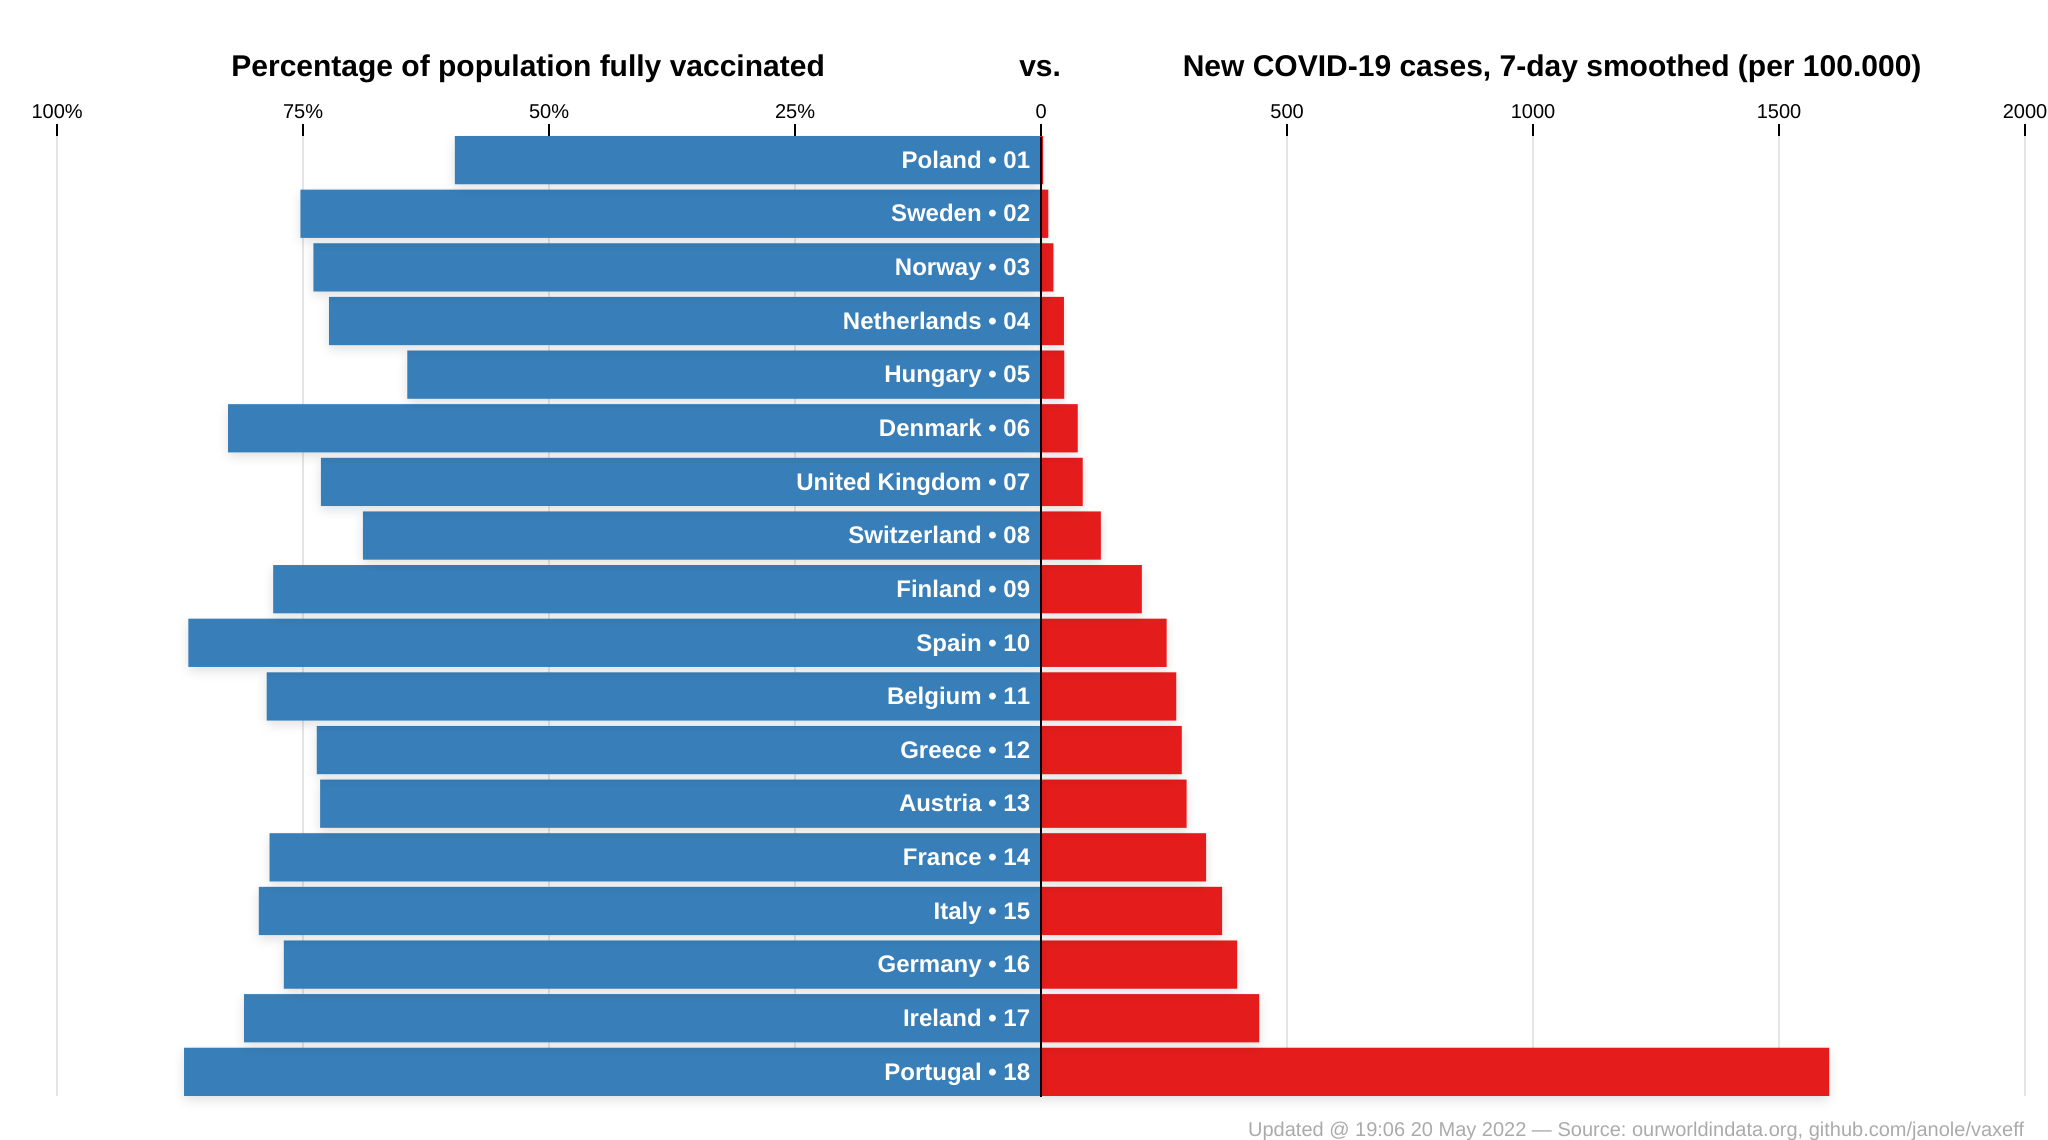 Percentage of population fully vaccinated vs. New COVID-19 cases, 7-day smoothed (per 100.000)
100% 75% 50% 25% 0 500 1000 1500 2000
Poland • 01
Sweden • 02
Norway • 03
Netherlands • 04
Hungary • 05
Denmark • 06
United Kingdom • 07
Switzerland • 08
Finland • 09
Spain • 10
Belgium • 11
Greece • 12
Austria • 13
France • 14
Italy • 15
Germany • 16
Ireland • 17
Portugal • 18
Updated @ 19:06 20 May 2022 — Source: ourworldindata.org, github.com/janole/vaxeff